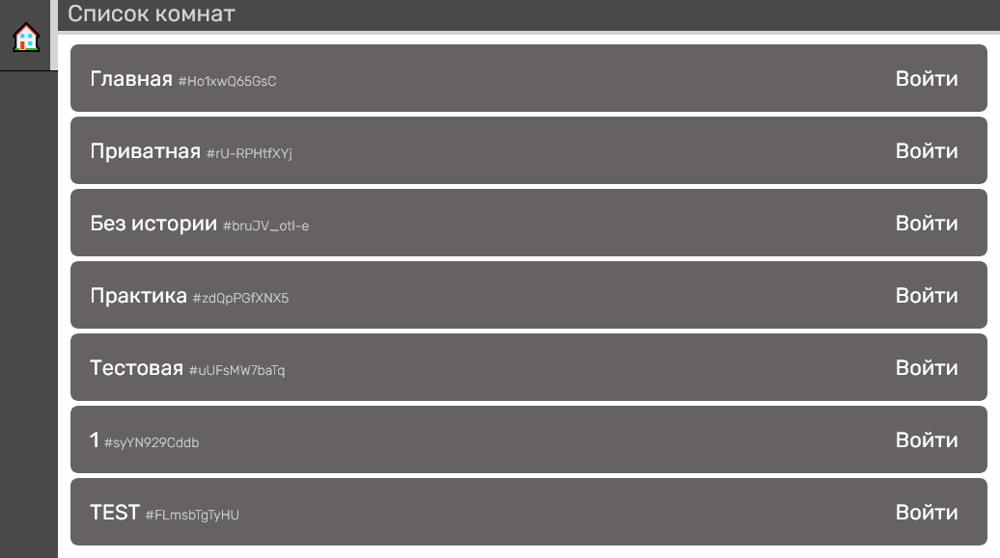 Список комнат
Главная #Ho1xwQ65GsC Войти
Приватная #rU-RPHtfXYj Войти
Без истории #bruJV_otI-e Войти
Практика #zdQpPGfXNX5 Войти
Тестовая #uUFsMW7baTq Войти
1 #syYN929Cddb Войти
TEST #FLmsbTgTyHU Войти